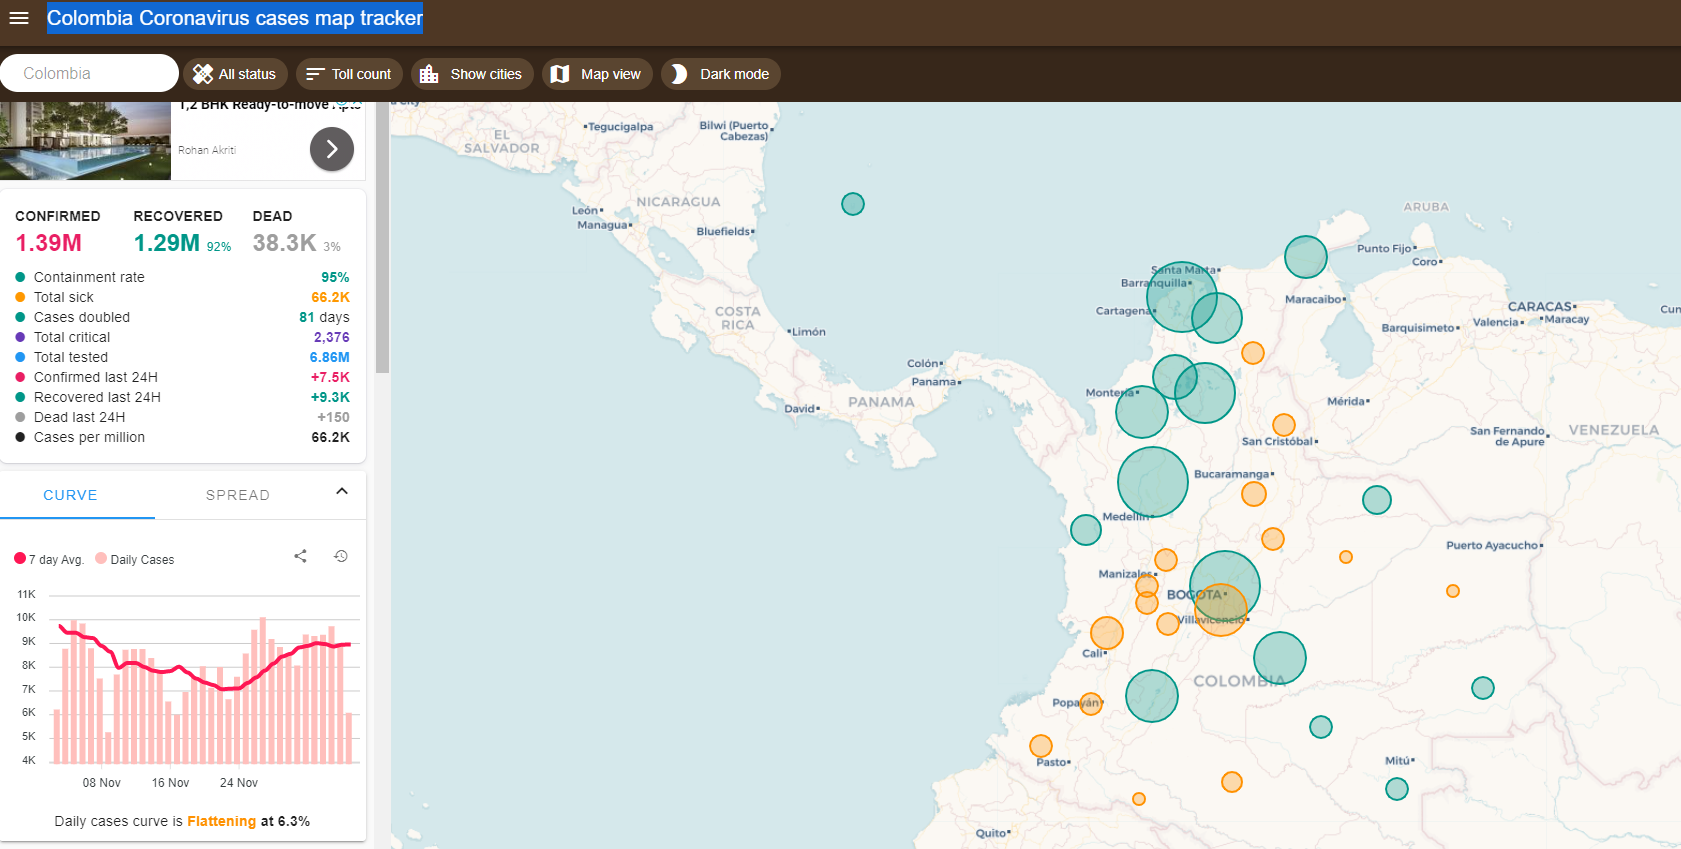 Colombia Coronavirus cases map tracker
Colombia
All status
Toll count
Show cities
Map view
Dark mode
1,2 BHK Ready-to-move
Rohan Akriti
CONFIRMED RECOVERED DEAD
1.39M 1.29M 92% 38.3K 3%
Containment rate 95%
Total sick 66.2K
Cases doubled 81 days
Total critical 2,376
Total tested 6.86M
Confirmed last 24H +7.5K
Recovered last 24H +9.3K
Dead last 24H +150
Cases per million 66.2K
CURVE SPREAD
7 day Avg. Daily Cases
11K
10K
9K
8K
7K
6K
5K
4K
08 Nov 16 Nov 24 Nov
Daily cases curve is Flattening at 6.3%
EL
SALVADOR
Tegucigalpa
Bilwi (Puerto
Cabezas)
NICARAGUA
León
Managua
Bluefields
COSTA
RICA
Limón
Colón
Panama
David
PANAMA
ARUBA
Punto Fijo
Coro
Santa Marta
Barranquilla
Cartagena
Maracaibo
CARACAS
Valencia
Maracay
Barquisimeto
Mérida
San Cristóbal
San Fernando
de Apure
VENEZUELA
Bucaramanga
Medellín
Puerto Ayacucho
Manizales
BOGOTA
Villavicencio
Cali
COLOMBIA
Popayán
Pasto
Mitú
Quito